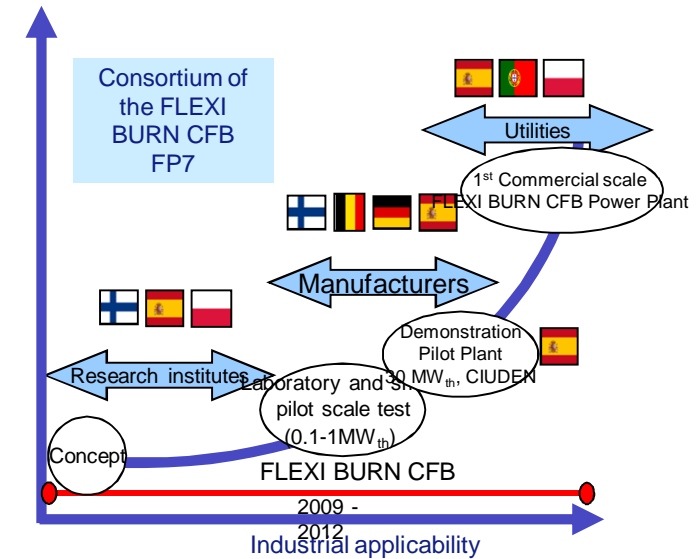 Consortium of
the FLEXI
BURN CFB
FP7
Utilities
1st Commercial scale
FLEXI BURN CFB Power Plant
Manufacturers
Demonstration
Pilot Plant
30 MWth, CIUDEN
Research institutes
Laboratory and
pilot scale test
(0.1-1MWth)
Concept
FLEXI BURN CFB
2009 -
2012
Industrial applicability